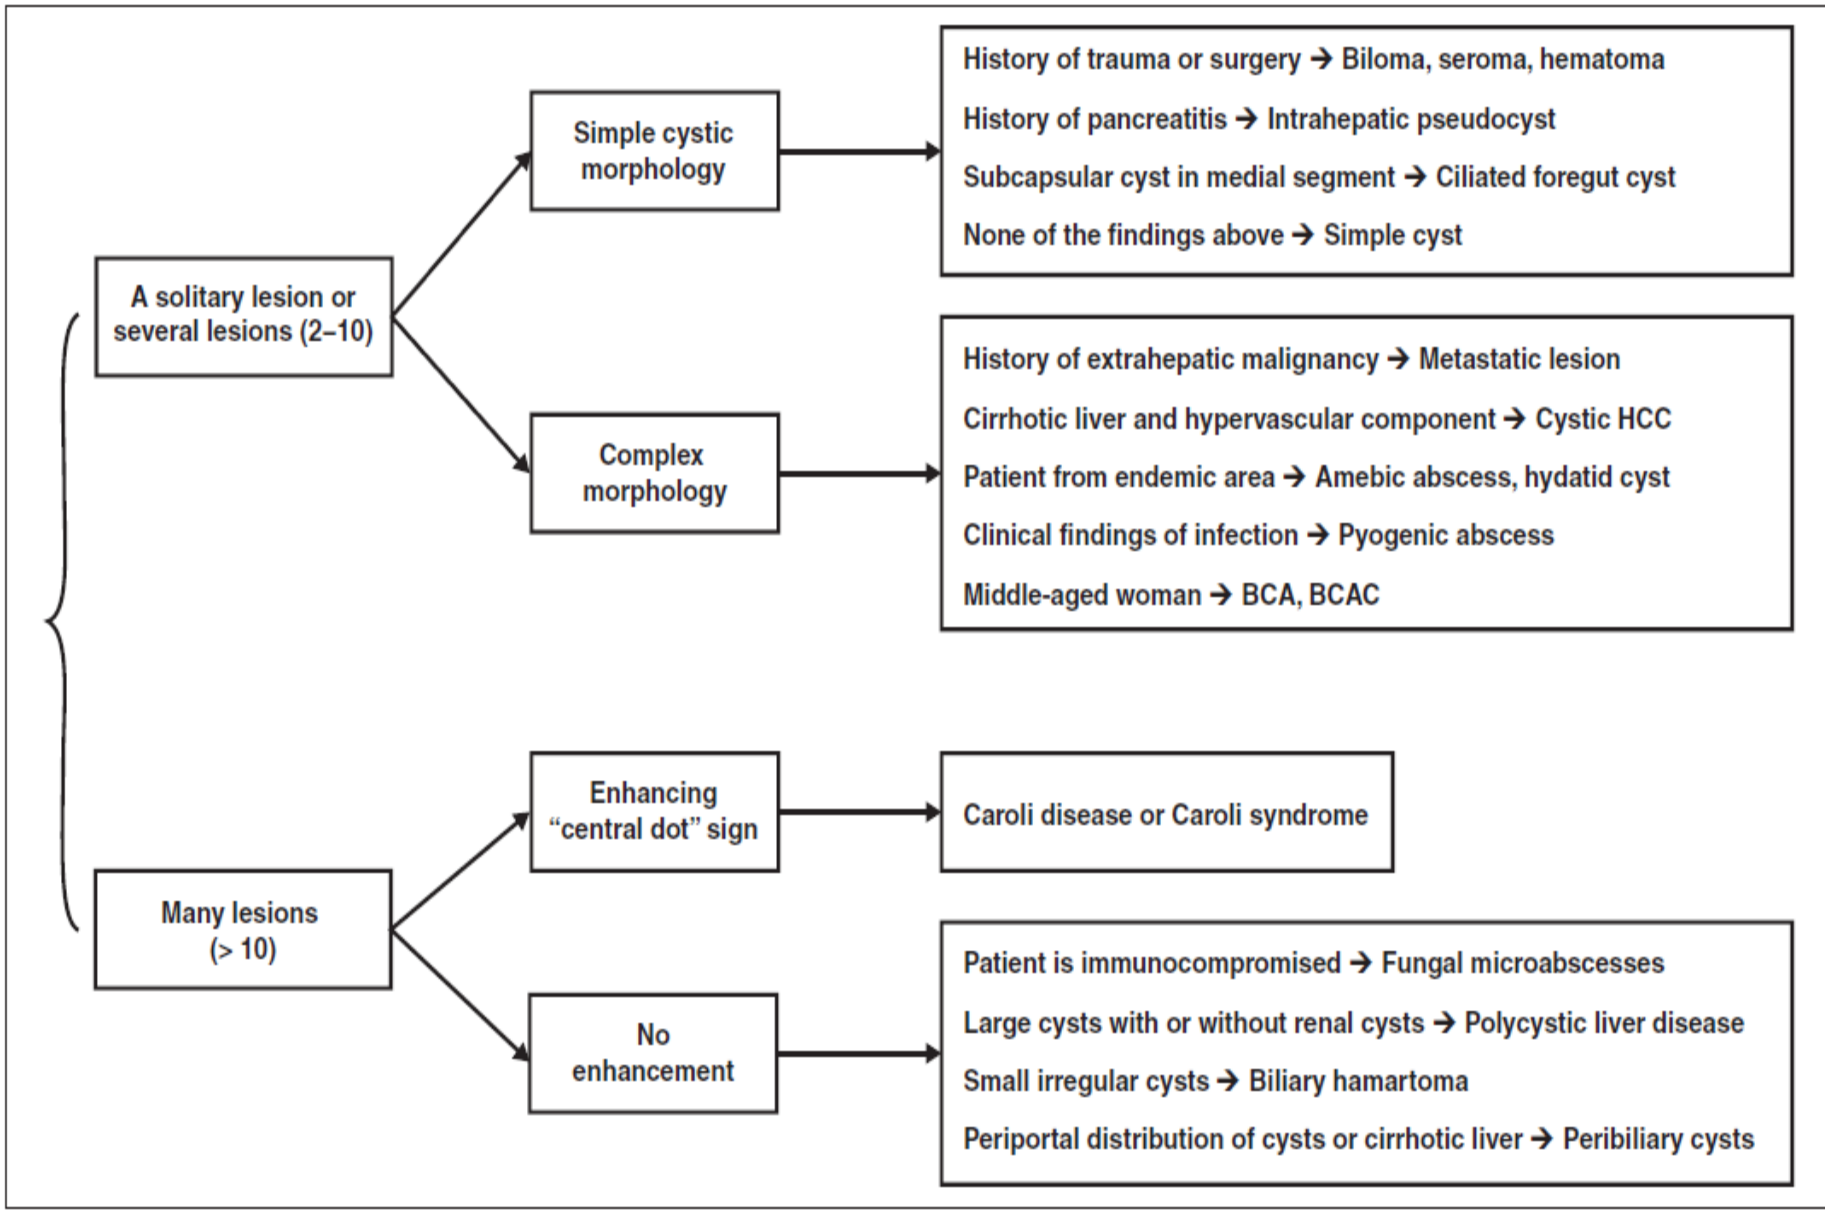 A solitary lesion or
several lesions (2–10)
Simple cystic
morphology
History of trauma or surgery → Biloma, seroma, hematoma
History of pancreatitis → Intrahepatic pseudocyst
Subcapsular cyst in medial segment → Ciliated foregut cyst
None of the findings above → Simple cyst
Complex
morphology
History of extrahepatic malignancy → Metastatic lesion
Cirrhotic liver and hypervascular component → Cystic HCC
Patient from endemic area → Amebic abscess, hydatid cyst
Clinical findings of infection → Pyogenic abscess
Middle-aged woman → BCA, BCAC
Many lesions
(> 10)
Enhancing
“central dot” sign
Caroli disease or Caroli syndrome
No
enhancement
Patient is immunocompromised → Fungal microabscesses
Large cysts with or without renal cysts → Polycystic liver disease
Small irregular cysts → Biliary hamartoma
Periportal distribution of cysts or cirrhotic liver → Peribiliary cysts